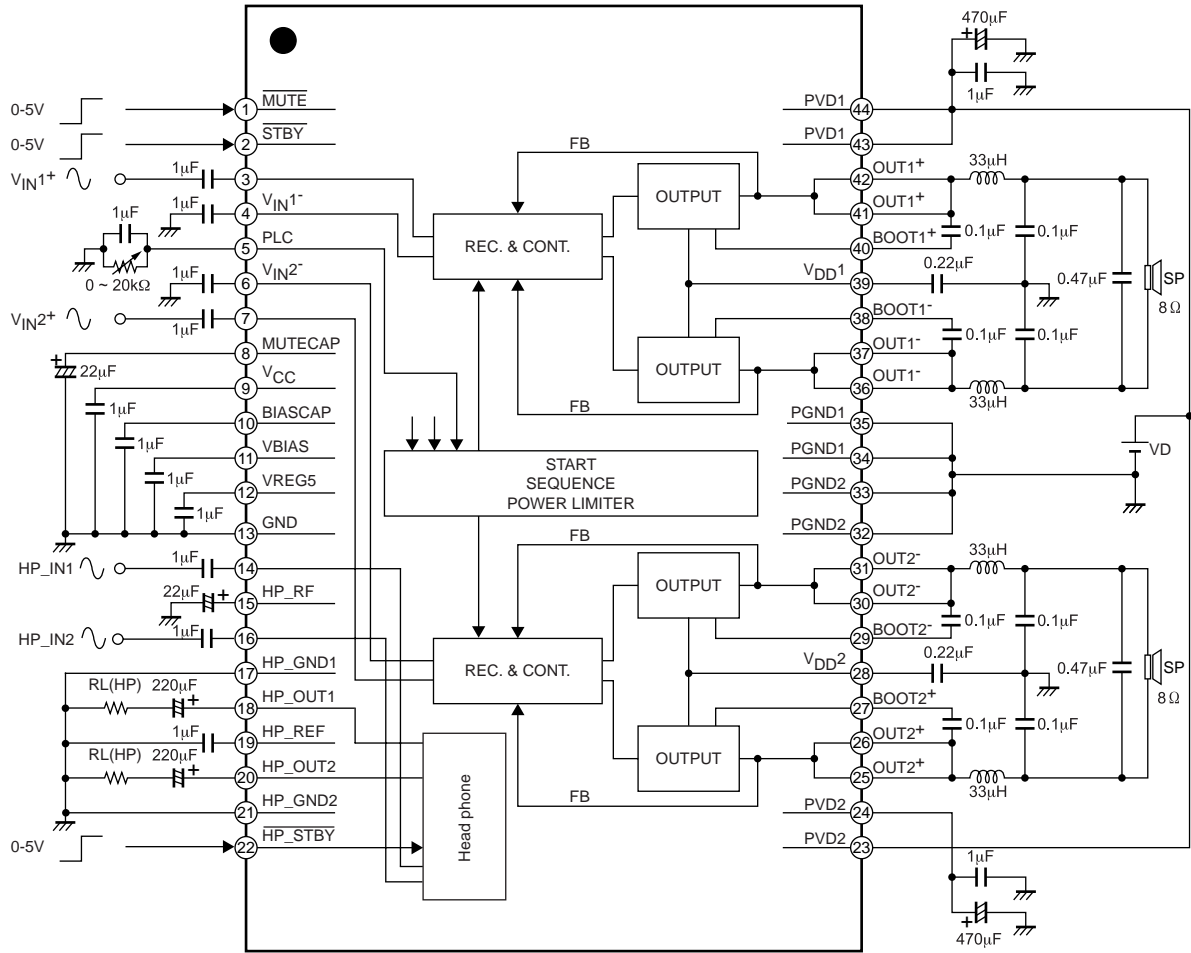 470μF
+
1μF
0-5V
1
MUTE
PVD1
44
0-5V
2
STBY
PVD1
43
FB
1μF
33μH
VIN1+
3
OUTPUT
42
OUT1+
1μF
4
VIN1-
41
OUT1+
1μF
REC. & CONT.
0.1μF
0.1μF
5
PLC
40
BOOT1+
0 ~ 20kΩ
1μF
6
VIN2-
VDD1
39
0.22μF
0.47μF
SP
8Ω
VIN2+
1μF
7
38
BOOT1-
0.1μF
0.1μF
8
MUTECAP
OUTPUT
37
OUT1-
+
22μF
9
VCC
36
OUT1-
33μH
1μF
FB
10
BIASCAP
PGND1
35
1μF
11
VBIAS
PGND1
34
VD
1μF
START
SEQUENCE
POWER LIMITER
12
VREG5
PGND2
33
1μF
13
GND
PGND2
32
FB
33μH
HP_IN1
1μF
14
31
OUT2-
22μF
+
15
HP_RF
OUTPUT
30
OUT2-
0.1μF
0.1μF
HP_IN2
1μF
16
29
BOOT2-
17
HP_GND1
REC. & CONT.
VDD2
28
0.22μF
0.47μF
SP
8Ω
RL(HP)
220μF
+
18
HP_OUT1
27
BOOT2+
0.1μF
0.1μF
1μF
19
HP_REF
OUTPUT
26
OUT2+
RL(HP)
220μF
+
20
HP_OUT2
25
OUT2+
33μH
FB
21
HP_GND2
PVD2
24
0-5V
22
HP_STBY
Head phone
PVD2
23
1μF
+
470μF